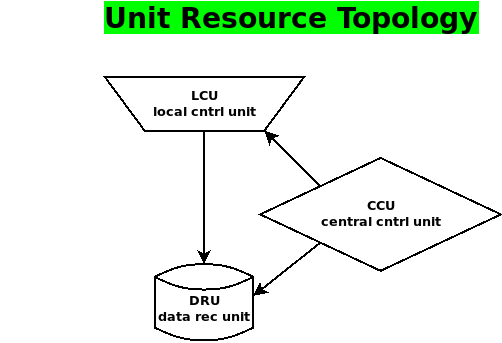 Unit Resource Topology
LCU
local cntrl unit
CCU
central cntrl unit
DRU
data rec unit